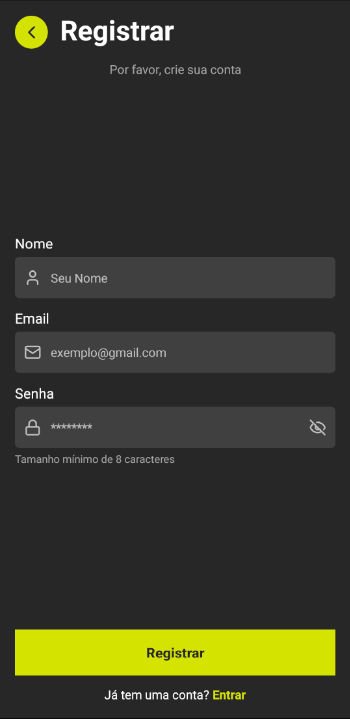 Registrar
Por favor, crie sua conta
Nome
Seu Nome
Email
exemplo@gmail.com
Senha
********
Tamanho mínimo de 8 caracteres
Registrar
Já tem uma conta? Entrar